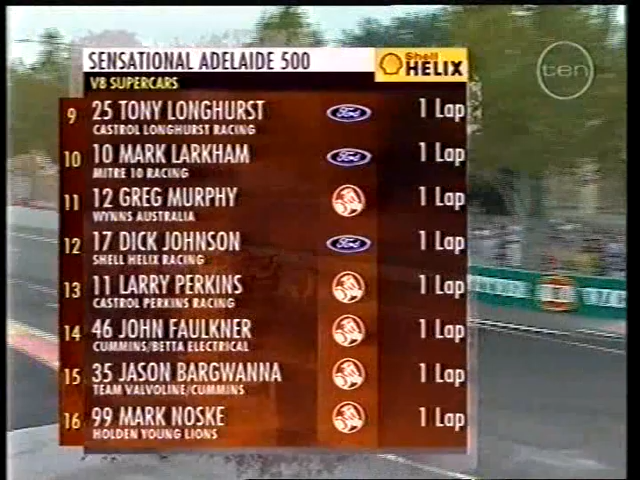 SENSATIONAL ADELAIDE 500
Shell
HELIX
V8 SUPERCARS
ten
9 25 TONY LONGHURST Ford 1 Lap
CASTROL LONGHURST RACING
10 10 MARK LARKHAM Ford 1 Lap
MITRE 10 RACING
11 12 GREG MURPHY 1 Lap
WYNNS AUSTRALIA
12 17 DICK JOHNSON Ford 1 Lap
SHELL HELIX RACING
13 11 LARRY PERKINS 1 Lap
CASTROL PERKINS RACING
14 46 JOHN FAULKNER 1 Lap
CUMMINS/BETTA ELECTRICAL
15 35 JASON BARGWANNA 1 Lap
TEAM VALVOLINE/CUMMINS
16 99 MARK NOSKE 1 Lap
HOLDEN YOUNG LIONS